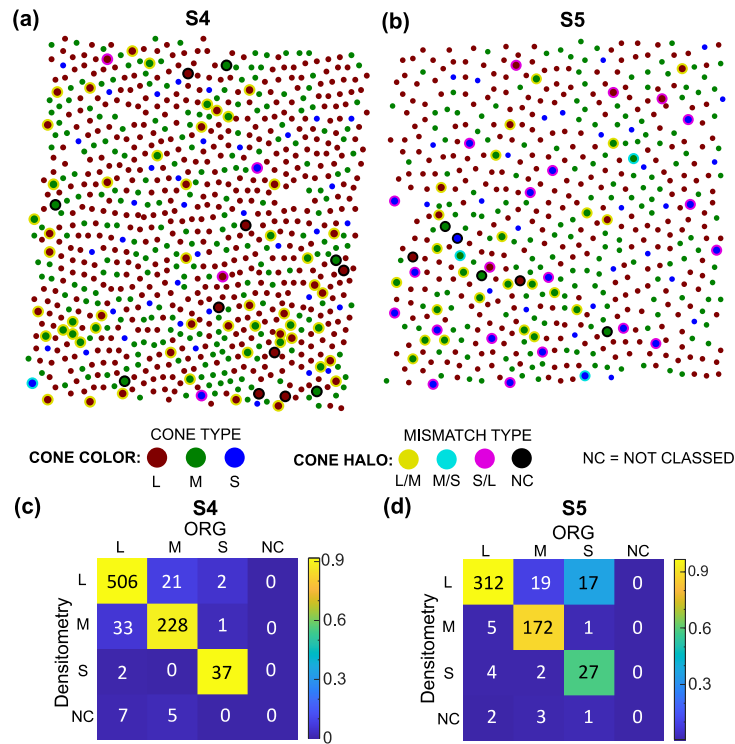 (a) S4
(b) S5
CONE TYPE
CONE COLOR:
L M S
MISMATCH TYPE
CONE HALO:
L/M M/S S/L NC
NC = NOT CLASSED
(c) S4
ORG
L M S NC
Densitometry
L 506 21 2 0
M 33 228 1 0
S 2 0 37 0
NC 7 5 0 0
0.9
0.6
0.3
0
(d) S5
ORG
L M S NC
Densitometry
L 312 19 17 0
M 5 172 1 0
S 4 2 27 0
NC 2 3 1 0
0.9
0.6
0.3